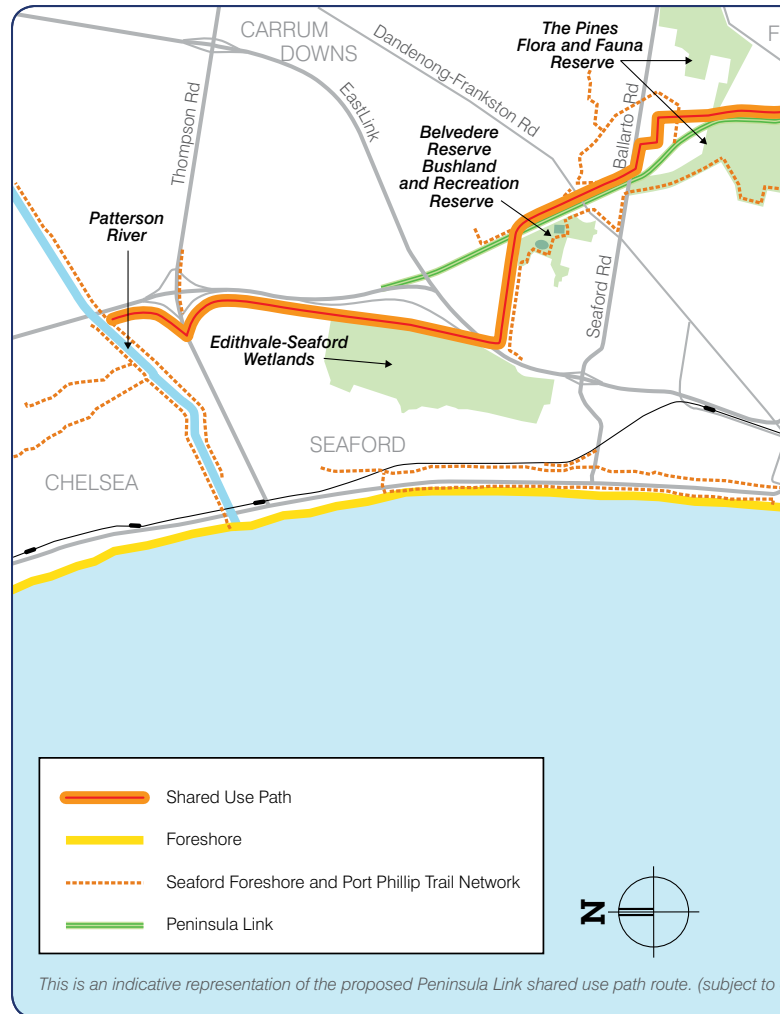 CARRUM
DOWNS
Thompson Rd
EastLink
Dandenong-Frankston Rd
The Pines
Flora and Fauna
Reserve
F
Ballarto Rd
Belvedere
Reserve
Bushland
and Recreation
Reserve
Patterson
River
Seaford Rd
Edithvale-Seaford
Wetlands
SEAFORD
CHELSEA
Shared Use Path
Foreshore
Seaford Foreshore and Port Phillip Trail Network
Peninsula Link
N
This is an indicative representation of the proposed Peninsula Link shared use path route. (subject to